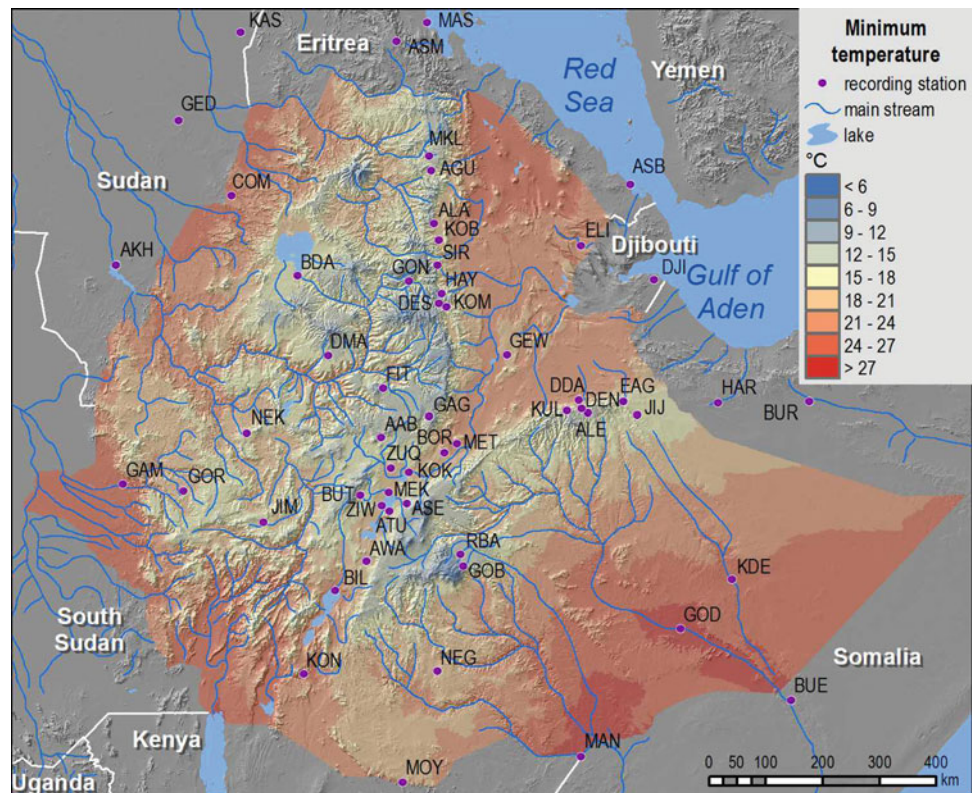 KAS
MAS
ASM
Eritrea
Red
Sea
Yemen
GED
MKL
AGU
Sudan
COM
ASB
ALA
KOB
SIR
ELI
Djibouti
AKH
BDA
GON
HAY
DJI
Gulf of
Aden
DES
KOM
DMA
GEW
FIT
DDA
DEN
EAG
HAR
BUR
NEK
GAG
KUL
JIJ
AAB
BOR
MET
ALE
GAM
GOR
ZUQ
KOK
BUT
MEK
JIM
ZIW
ASE
ATU
AWA
RBA
GOB
BIL
KDE
South
Sudan
GOD
KON
NEG
Somalia
BUE
Kenya
MAN
MOY
Uganda
Minimum
temperature
recording station
main stream
lake
°C
< 6
6 - 9
9 - 12
12 - 15
15 - 18
18 - 21
21 - 24
24 - 27
> 27
0 50 100 200 300 400
km